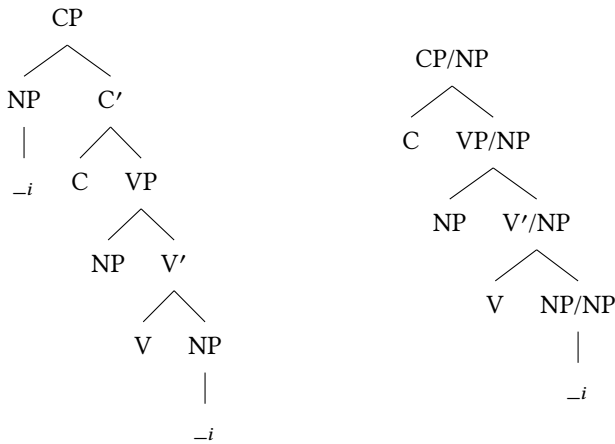 CP
NP C′
_i C VP
NP V′
V NP
_i
CP/NP
C VP/NP
NP V′/NP
V NP/NP
_i